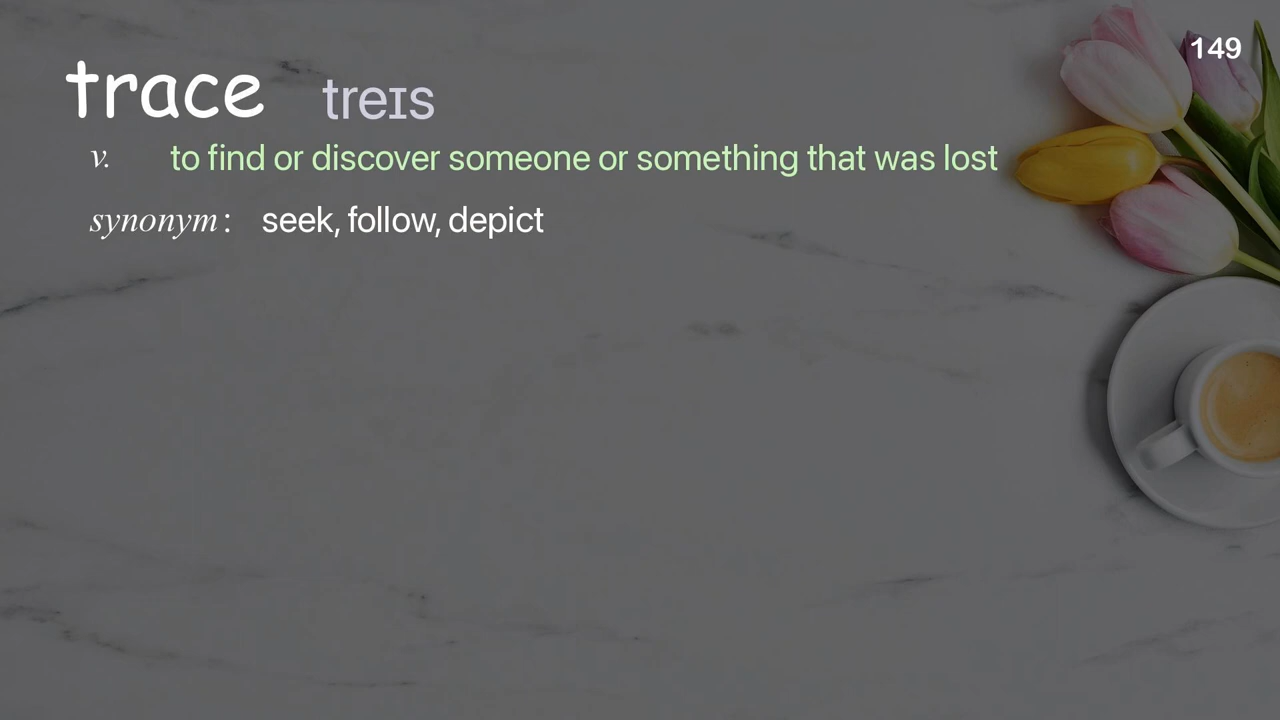 149
trace treɪs
v. to find or discover someone or something that was lost
synonym: seek, follow, depict